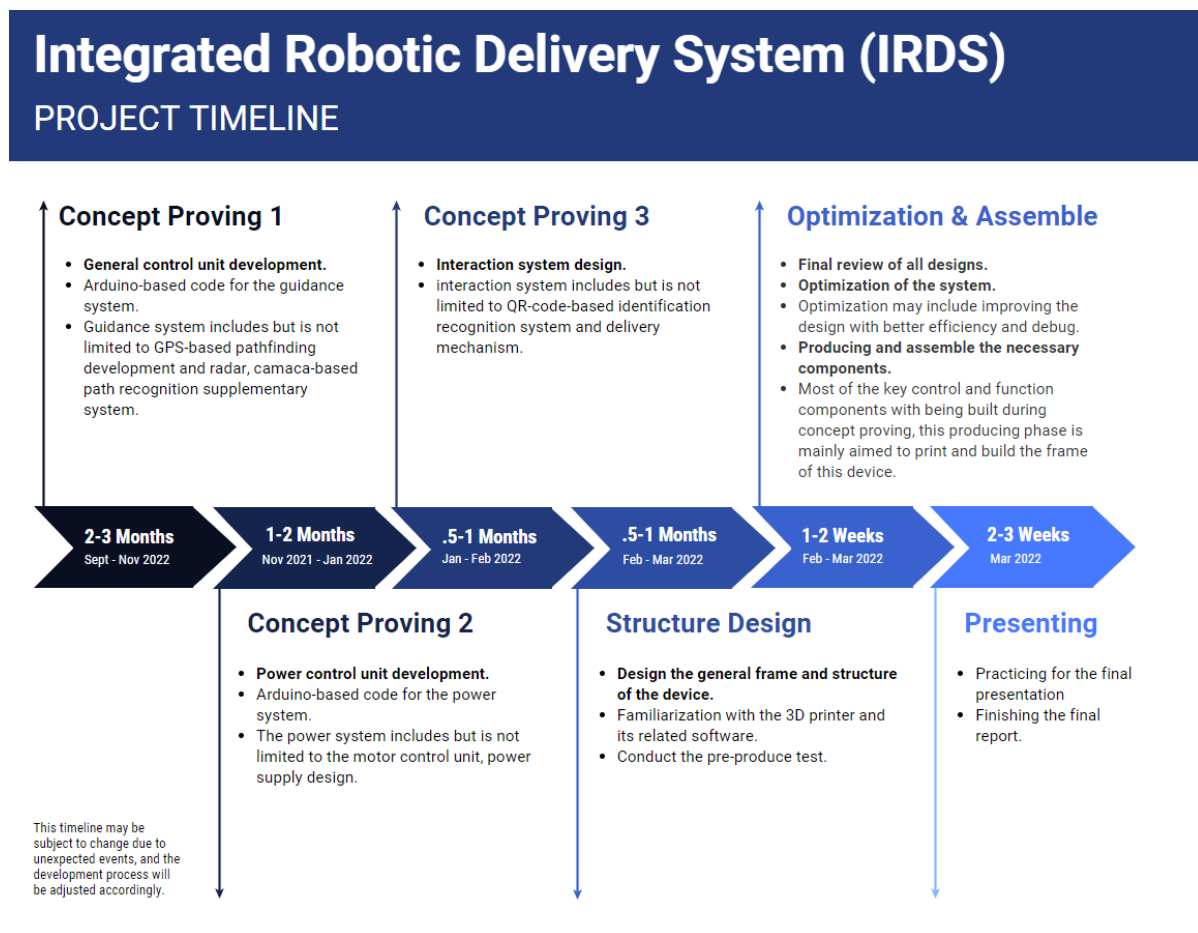 Integrated Robotic Delivery System (IRDS)
PROJECT TIMELINE
Concept Proving 1
• General control unit development.
• Arduino-based code for the guidance
system.
• Guidance system includes but is not
limited to GPS-based pathfinding
development and radar, camaca-based
path recognition supplementary
system.
Concept Proving 3
• Interaction system design.
• interaction system includes but is not
limited to QR-code-based identification
recognition system and delivery
mechanism.
Optimization & Assemble
• Final review of all designs.
• Optimization of the system.
• Optimization may include improving the
design with better efficiency and debug.
• Producing and assemble the necessary
components.
• Most of the key control and function
components with being built during
concept proving, this producing phase is
mainly aimed to print and build the frame
of this device.
2-3 Months
Sept - Nov 2022
1-2 Months
Nov 2021 - Jan 2022
.5-1 Months
Jan - Feb 2022
.5-1 Months
Feb - Mar 2022
1-2 Weeks
Feb - Mar 2022
2-3 Weeks
Mar 2022
Concept Proving 2
• Power control unit development.
• Arduino-based code for the power
system.
• The power system includes but is not
limited to the motor control unit, power
supply design.
Structure Design
• Design the general frame and structure
of the device.
• Familiarization with the 3D printer and
its related software.
• Conduct the pre-produce test.
Presenting
• Practicing for the final
presentation
• Finishing the final
report.
This timeline may be
subject to change due to
unexpected events, and the
development process will
be adjusted accordingly.